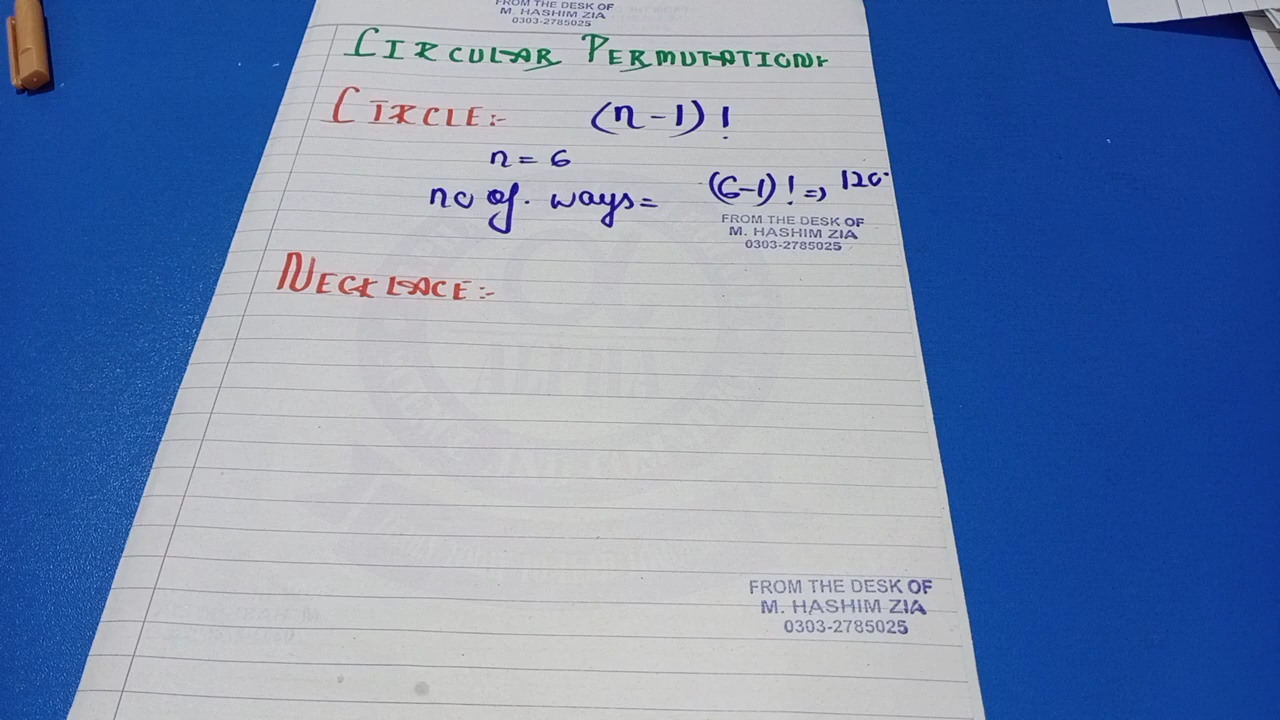 FROM THE DESK OF
M. HASHIM ZIA
0303-2785025
CIRCULAR PERMUTATION:
CIRCLE:- (n-1)!
n = 6
no of. ways = (6-1)! => 120
FROM THE DESK OF
M. HASHIM ZIA
0303-2785025
NECKLACE:-
FROM THE DESK OF
M. HASHIM ZIA
0303-2785025